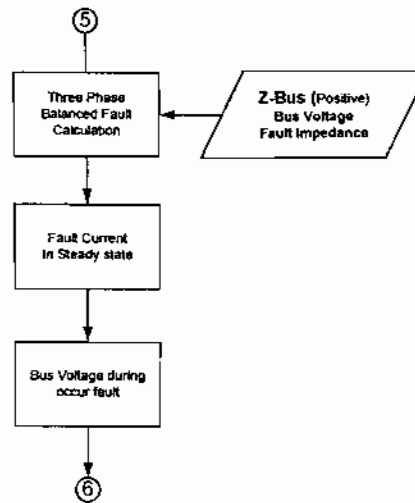 5
Three Phase
Balanced Fault
Calculation
Z-Bus (Positive)
Bus Voltage
Fault Impedance
Fault Current
in Steady state
Bus Voltage during
occur fault
6